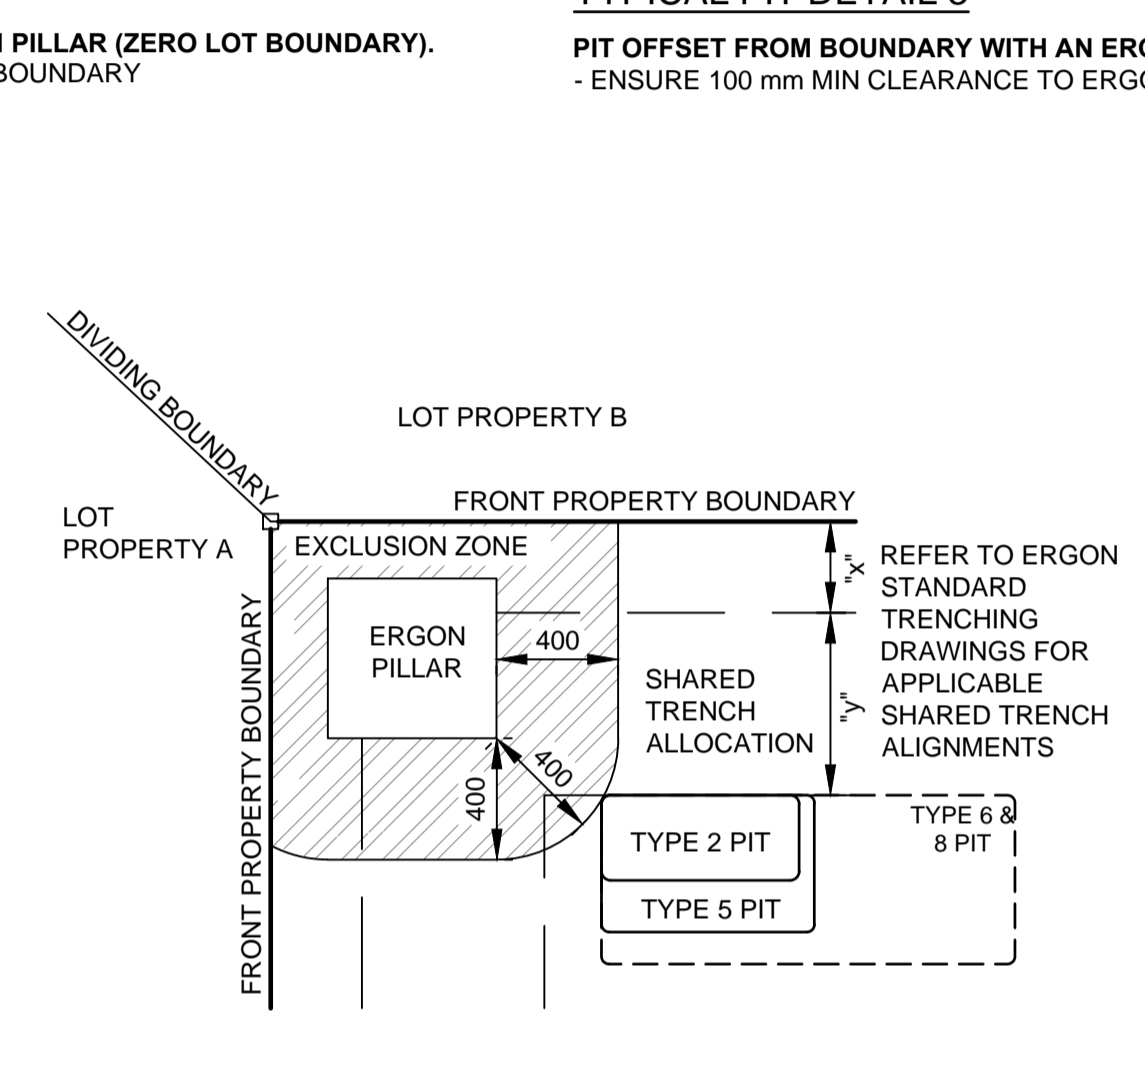 PILLAR (ZERO LOT BOUNDARY).
BOUNDARY
PIT OFFSET FROM BOUNDARY WITH AN
- ENSURE 100 mm MIN CLEARANCE TO
DIVIDING BOUNDARY
LOT PROPERTY B
LOT
PROPERTY A
FRONT PROPERTY BOUNDARY
EXCLUSION ZONE
ERGON
PILLAR
400
400
400
FRONT PROPERTY BOUNDARY
SHARED
TRENCH
ALLOCATION
"x"
"y"
REFER TO ERGON
STANDARD
TRENCHING
DRAWINGS FOR
APPLICABLE
SHARED TRENCH
ALIGNMENTS
TYPE 2 PIT
TYPE 5 PIT
TYPE 6 &
8 PIT